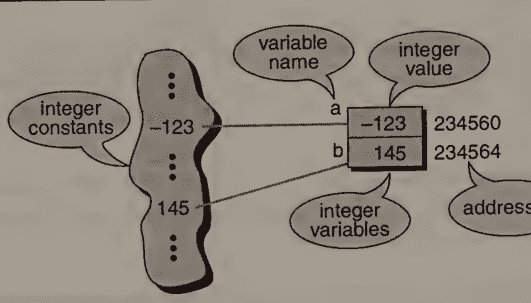 variable
name
integer
value
integer
constants
a
−123
−123
234560
b
145
234564
145
integer
variables
address